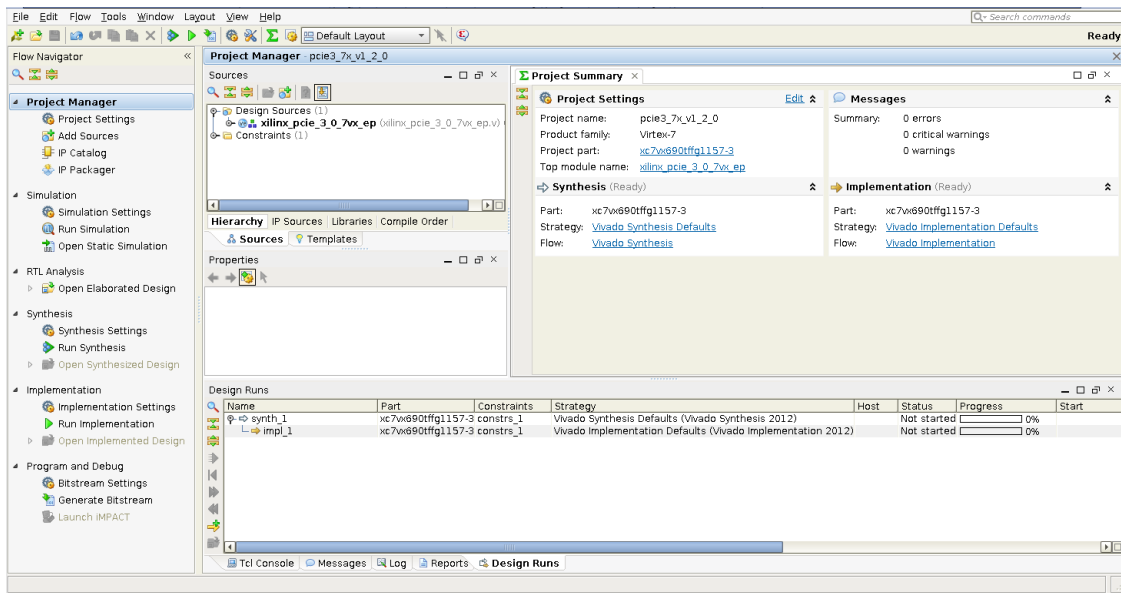 File Edit Flow Tools Window Layout View Help
Search commands
Default Layout
Ready
Flow Navigator
Project Manager
Project Settings
Add Sources
IP Catalog
IP Packager
Simulation
Simulation Settings
Run Simulation
Open Static Simulation
RTL Analysis
Open Elaborated Design
Synthesis
Synthesis Settings
Run Synthesis
Open Synthesized Design
Implementation
Implementation Settings
Run Implementation
Open Implemented Design
Program and Debug
Bitstream Settings
Generate Bitstream
Launch iMPACT
Project Manager - pcie3_7x_v1_2_0
Sources
Design Sources (1)
xilinx_pcie_3_0_7vx_ep (xilinx_pcie_3_0_7vx_ep.v) (
Constraints (1)
Hierarchy IP Sources Libraries Compile Order
Sources Templates
Properties
Project Summary
Project Settings Edit
Project name: pcie3_7x_v1_2_0
Product family: Virtex-7
Project part: xc7vx690tffg1157-3
Top module name: xilinx_pcie_3_0_7vx_ep
Messages
Summary: 0 errors
0 critical warnings
0 warnings
Synthesis (Ready)
Part: xc7vx690tffg1157-3
Strategy: Vivado Synthesis Defaults
Flow: Vivado Synthesis
Implementation (Ready)
Part: xc7vx690tffg1157-3
Strategy: Vivado Implementation Defaults
Flow: Vivado Implementation
Design Runs
Name Part Constraints Strategy Host Status Progress Start
synth_1 xc7vx690tffg1157-3 constrs_1 Vivado Synthesis Defaults (Vivado Synthesis 2012) Not started 0%
impl_1 xc7vx690tffg1157-3 constrs_1 Vivado Implementation Defaults (Vivado Implementation 2012) Not started 0%
Tcl Console Messages Log Reports Design Runs